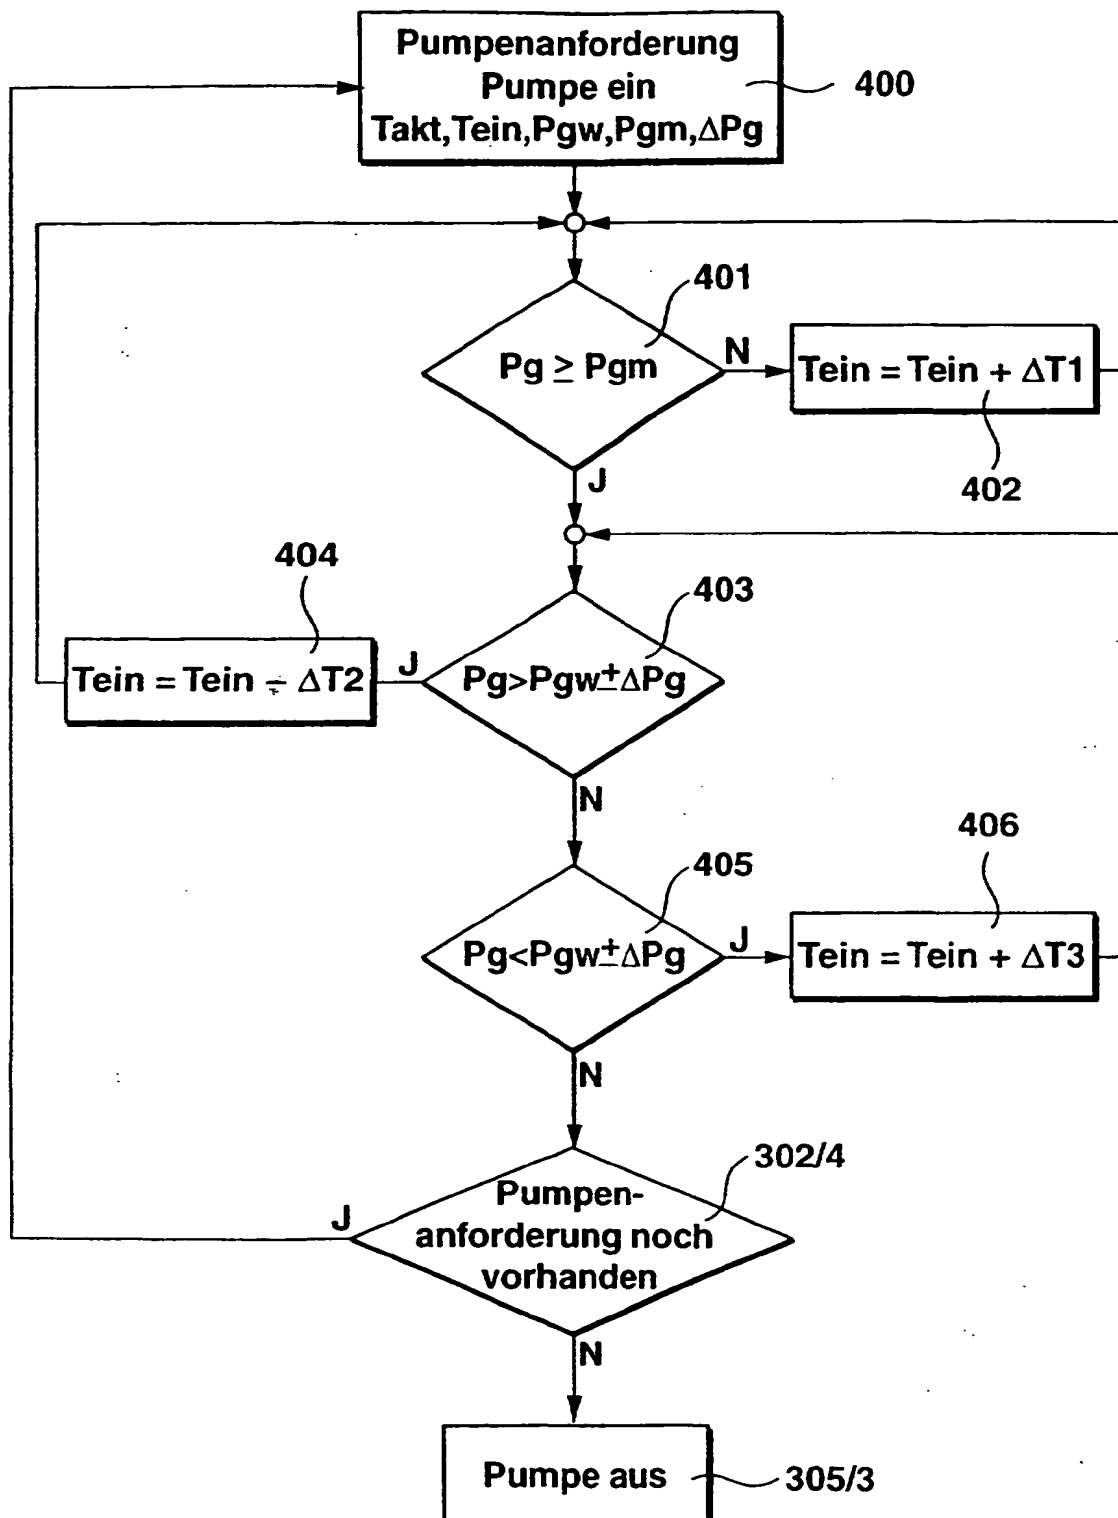 Pumpenanforderung
Pumpe ein
Takt,Tein,Pgw,Pgm,ΔPg
400
401
Pg ≥ Pgm
N
Tein = Tein + ΔT1
402
J
404
403
Tein = Tein − ΔT2
J
Pg>Pgw±ΔPg
N
405
406
Pg<Pgw±ΔPg
J
Tein = Tein + ΔT3
N
302/4
Pumpen-
anforderung noch
vorhanden
J
N
Pumpe aus
305/3